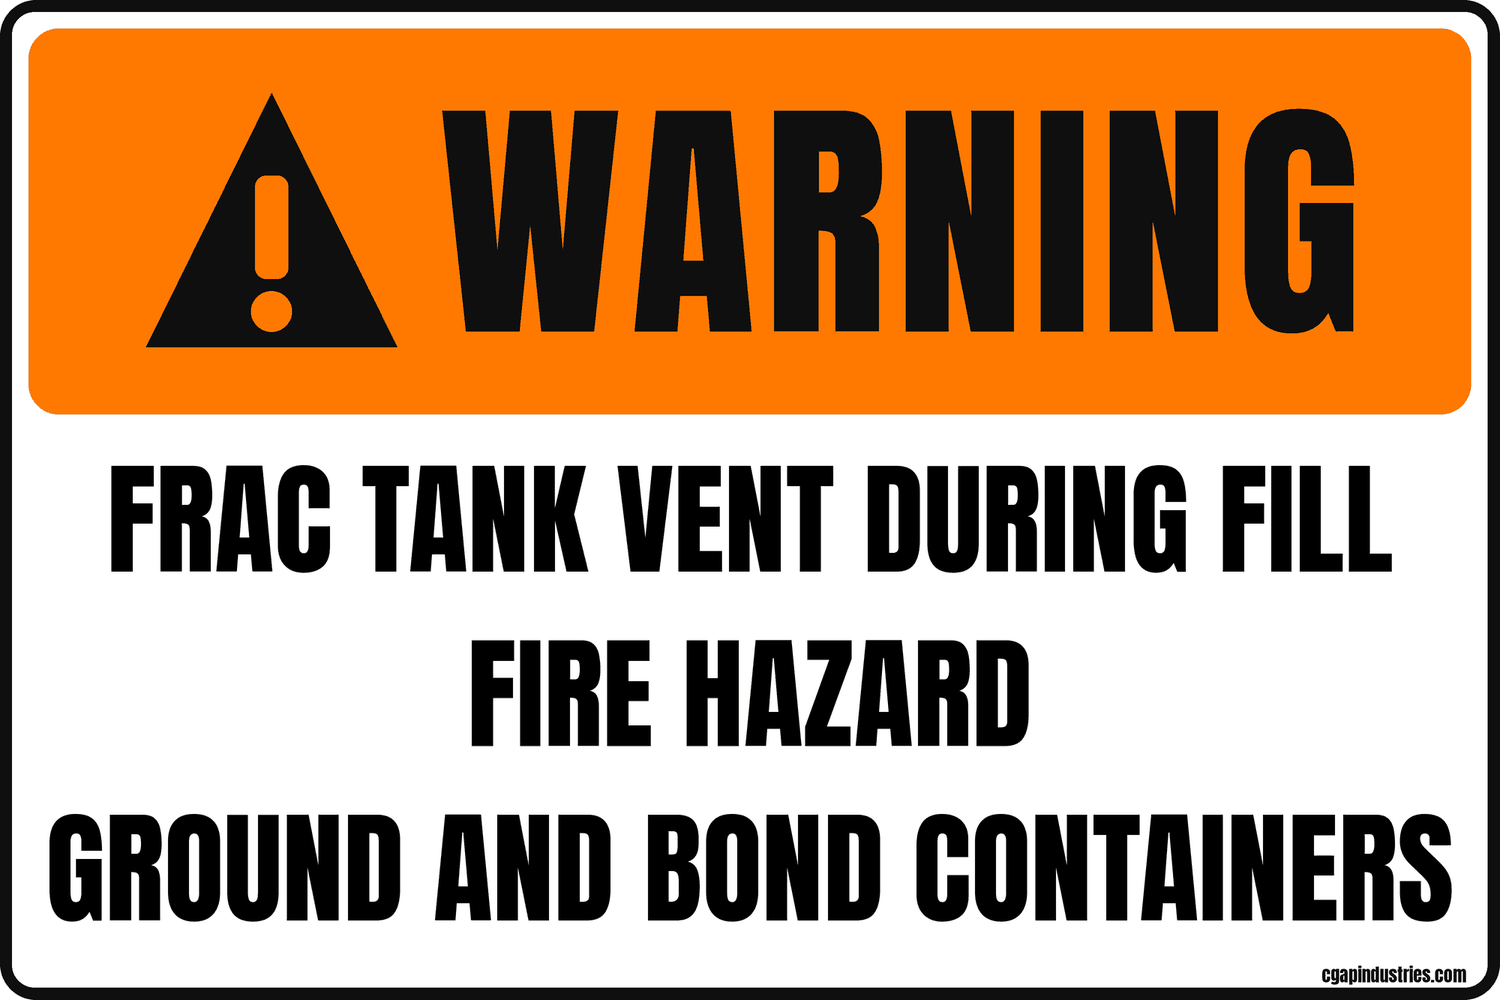 WARNING
FRAC TANK VENT DURING FILL
FIRE HAZARD
GROUND AND BOND CONTAINERS
cgapindustries.com